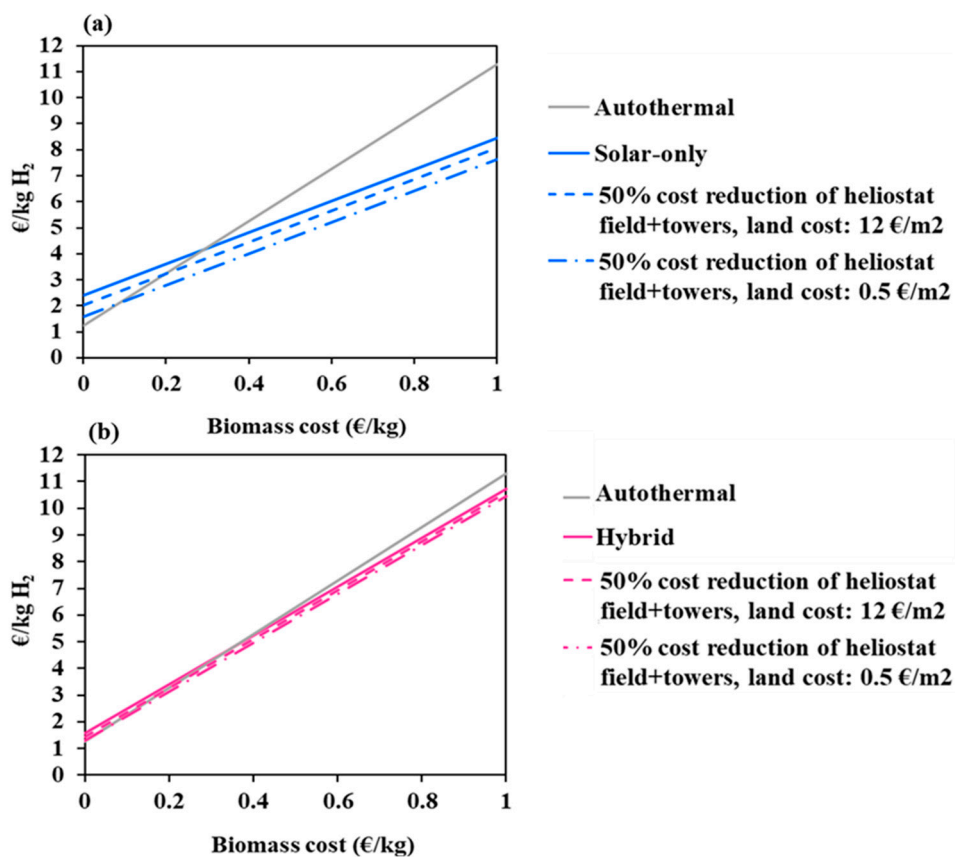 (a)
12
11
10
9
8
7
6
5
4
3
2
1
0
€/kg H2
0 0.2 0.4 0.6 0.8 1
Biomass cost (€/kg)
Autothermal
Solar-only
50% cost reduction of heliostat
field+towers, land cost: 12 €/m2
50% cost reduction of heliostat
field+towers, land cost: 0.5 €/m2
(b)
12
11
10
9
8
7
6
5
4
3
2
1
0
€/kg H2
0 0.2 0.4 0.6 0.8 1
Biomass cost (€/kg)
Autothermal
Hybrid
50% cost reduction of heliostat
field+towers, land cost: 12 €/m2
50% cost reduction of heliostat
field+towers, land cost: 0.5 €/m2